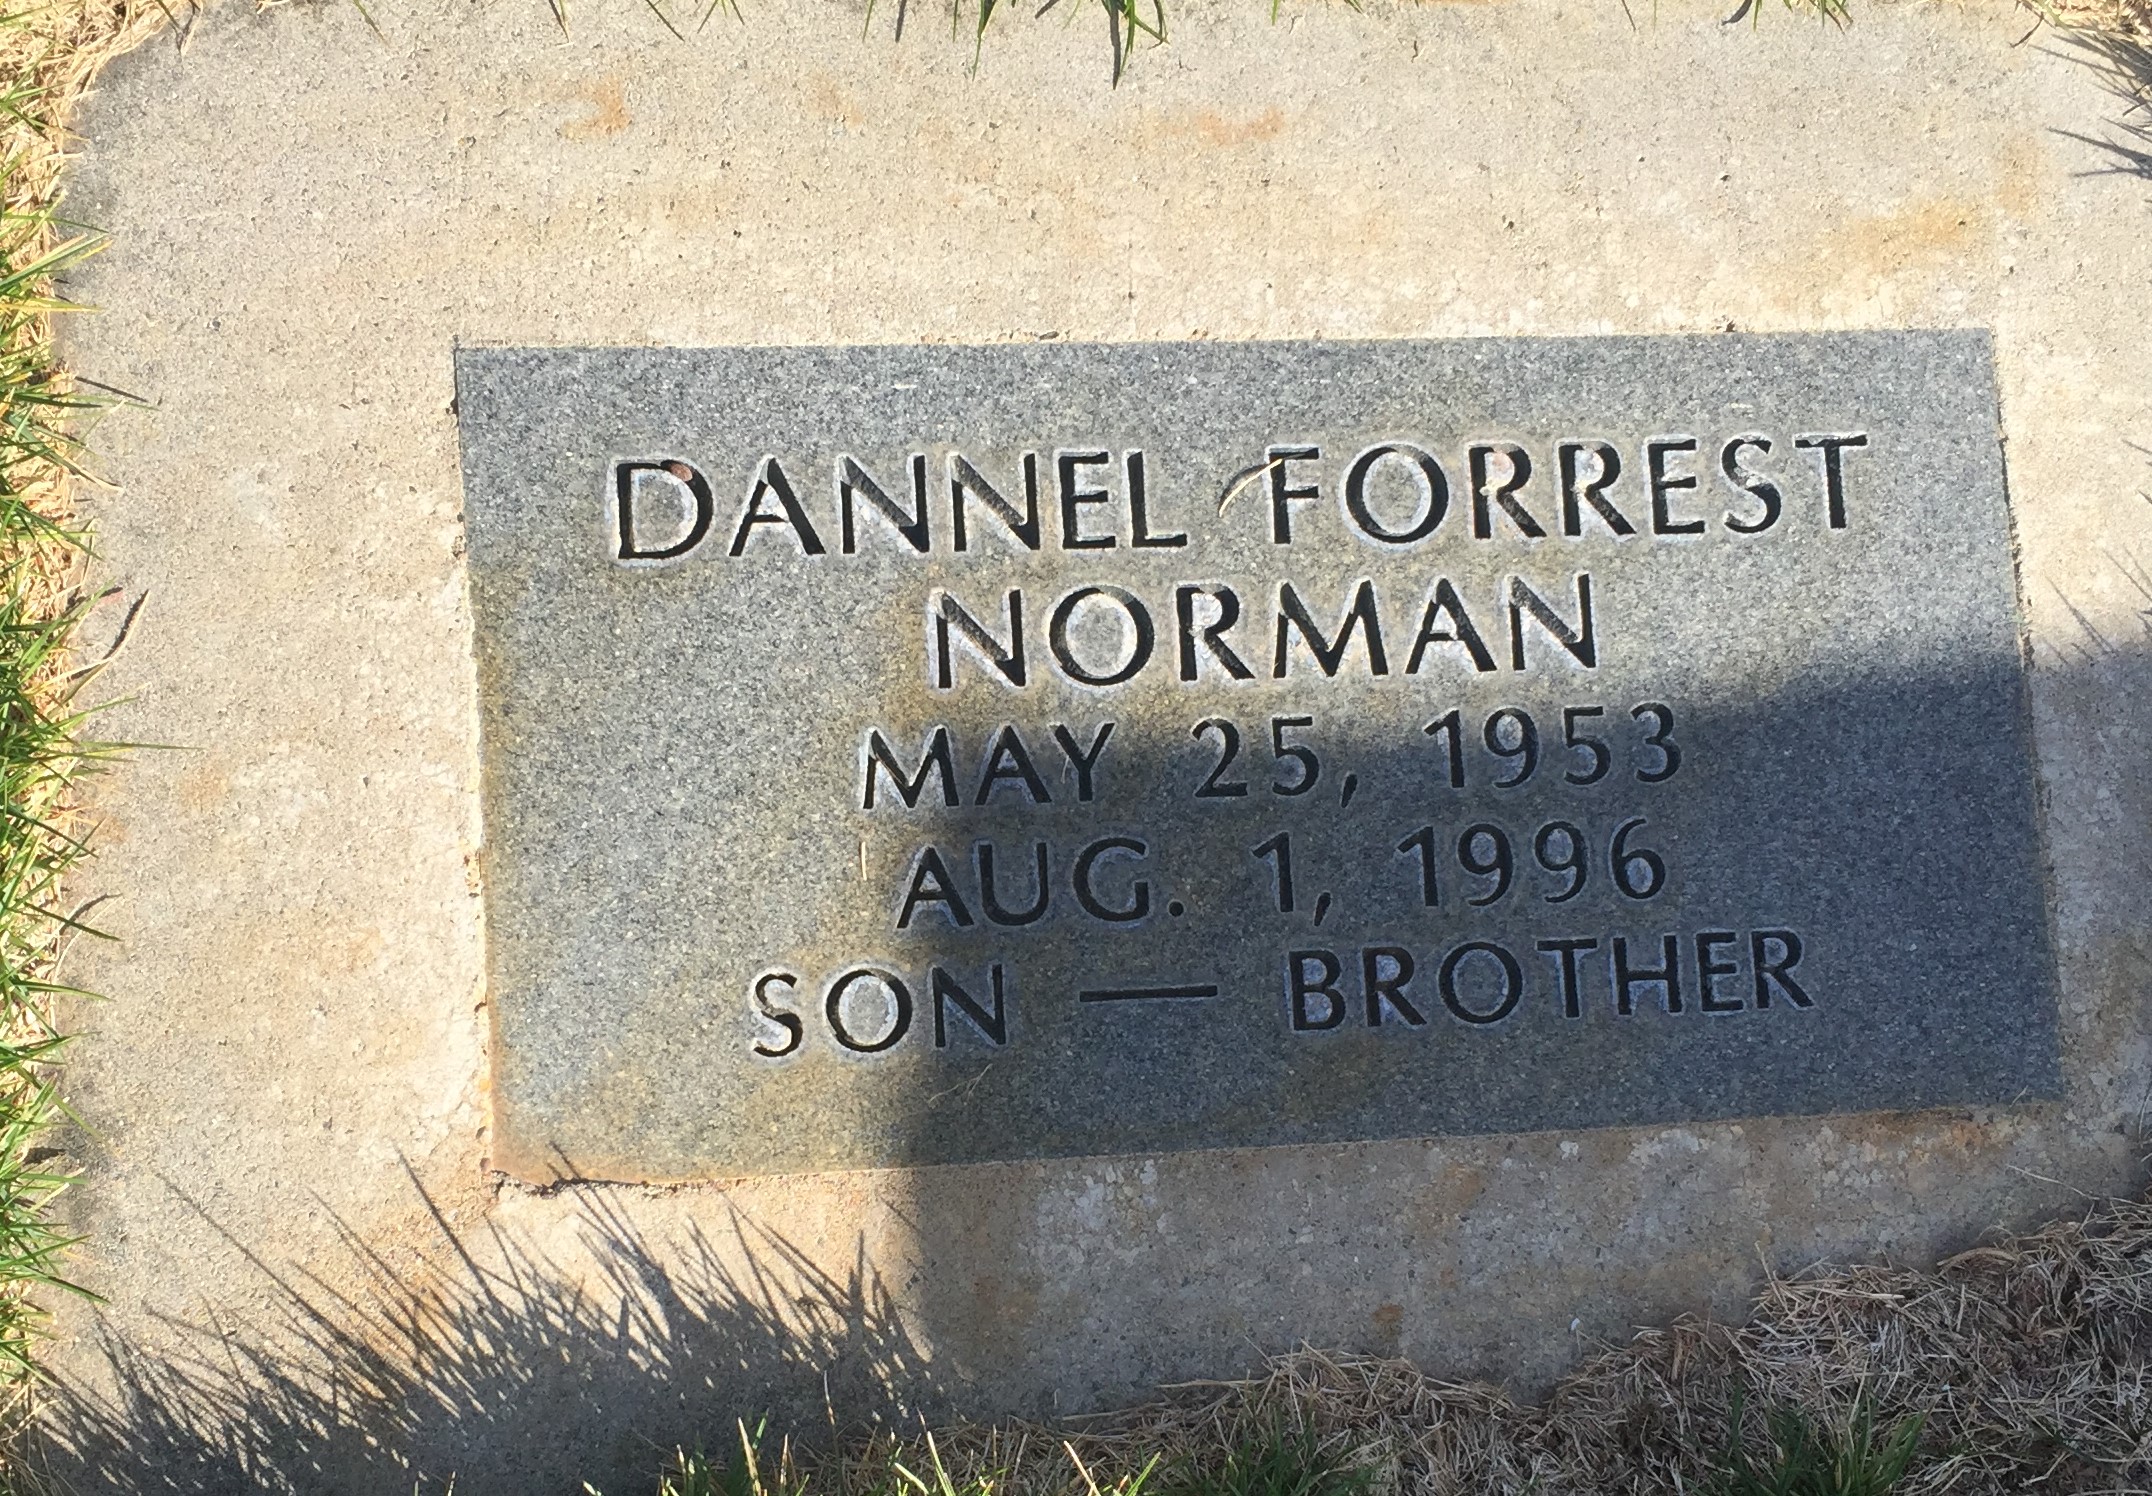 DANNEL FORREST
NORMAN
MAY 25, 1953
AUG. 1, 1996
SON — BROTHER